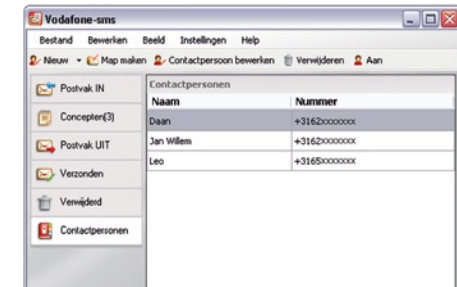 Vodafone-sms
Bestand Bewerken Beeld Instellingen Help
Nieuw Map maken Contactpersoon bewerken Verwijderen Aan
Postvak IN
Concepten(3)
Postvak UIT
Verzonden
Verwijderd
Contactpersonen
Contactpersonen
Naam Nummer
Daan +3162xxxxxxx
Jan Willem +3162xxxxxxx
Leo +3165xxxxxxx